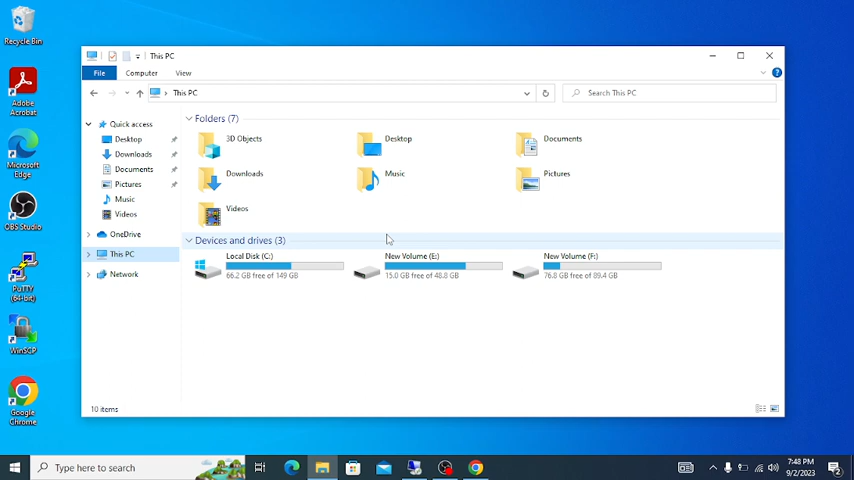 Recycle Bin
Adobe
Acrobat
Microsoft
Edge
OBS Studio
PuTTY
(64-bit)
WinSCP
Google
Chrome
This PC
File
Computer
View
This PC
Search This PC
Quick access
Desktop
Downloads
Documents
Pictures
Music
Videos
OneDrive
This PC
Network
Folders (7)
3D Objects
Desktop
Documents
Downloads
Music
Pictures
Videos
Devices and drives (3)
Local Disk (C:)
66.2 GB free of 149 GB
New Volume (E:)
15.0 GB free of 48.8 GB
New Volume (F:)
76.8 GB free of 89.4 GB
10 items
Type here to search
7:48 PM
9/2/2023
2